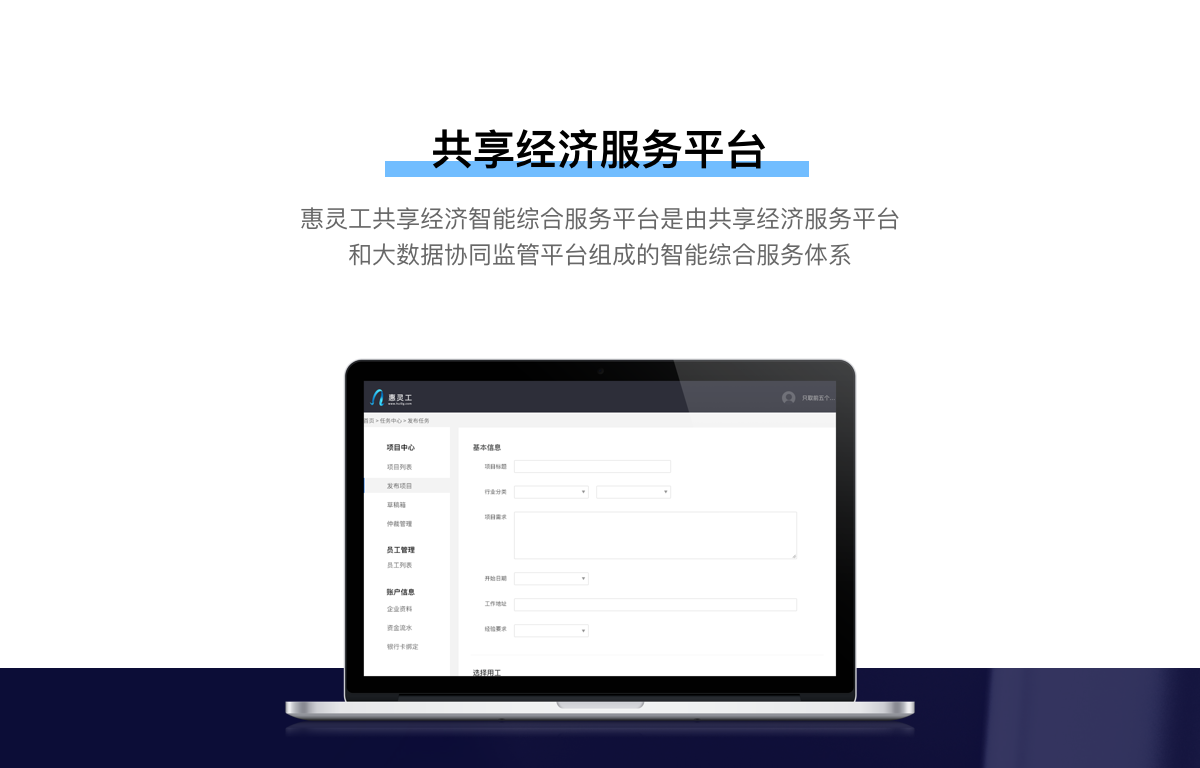 共享经济服务平台
惠灵工共享经济智能综合服务平台是由共享经济服务平台
和大数据协同监管平台组成的智能综合服务体系
惠灵工
只能前五个...
首页 > 任务中心 > 发布任务
项目中心
项目列表
发布项目
草稿箱
仲裁管理
员工管理
员工列表
账户信息
企业资料
资金流水
银行卡绑定
基本信息
项目标题
行业分类
项目需求
开始日期
工作地址
经验要求
选择用工